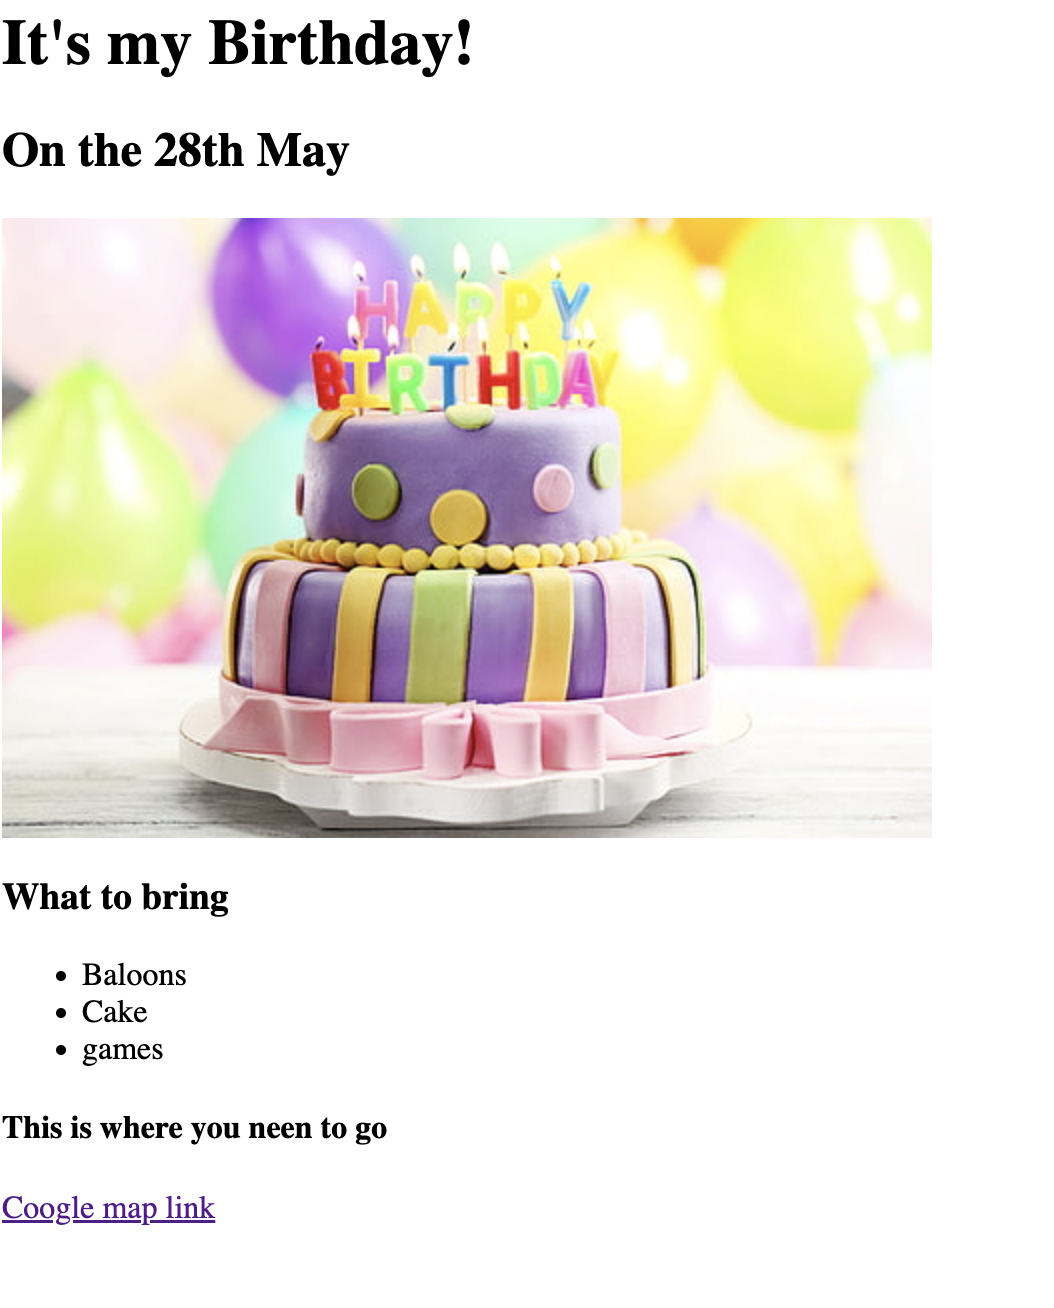 It's my Birthday!
On the 28th May
HAPPY
BIRTHDAY
What to bring
Baloons
Cake
games
This is where you neen to go
Coogle map link